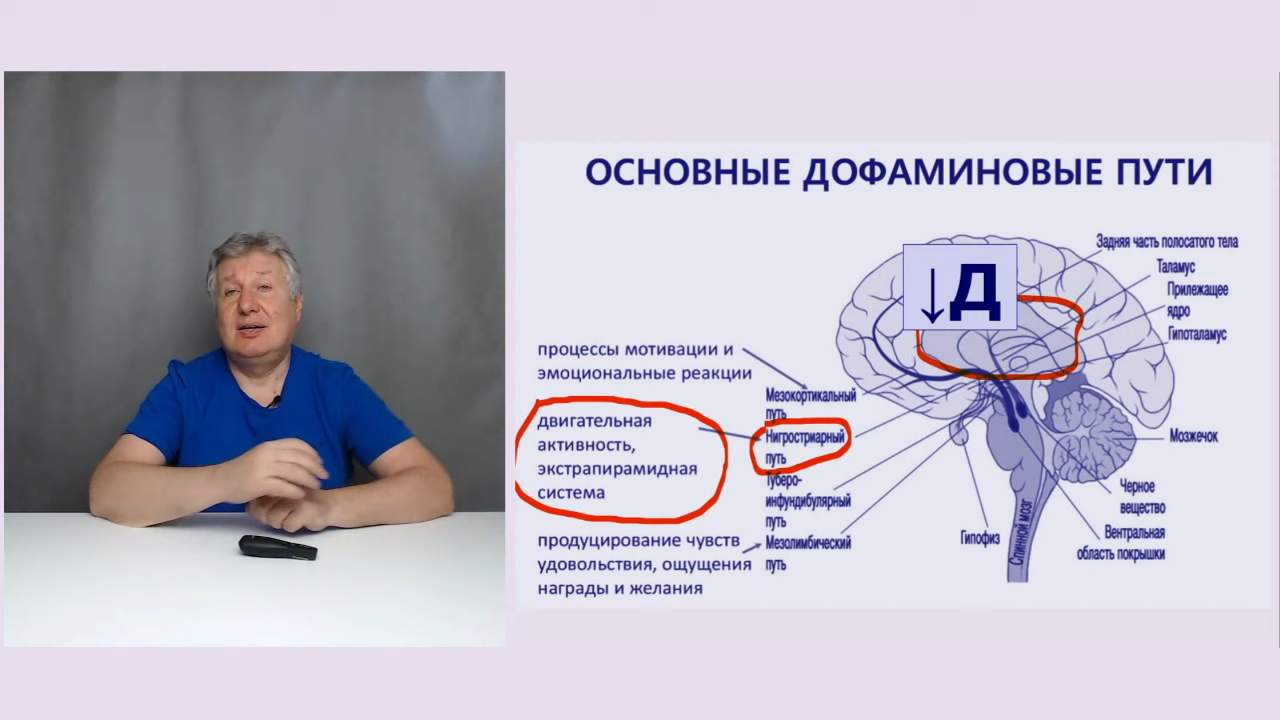 ОСНОВНЫЕ ДОФАМИНОВЫЕ ПУТИ
↓Д
процессы мотивации и
эмоциональные реакции
двигательная
активность,
экстрапирамидная
система
продуцирование чувств
удовольствия, ощущения
награды и желания
Мезокортикальный
путь
Нигростриарный
путь
Туберо-
инфундибулярный
путь
Мезолимбический
путь
Задняя часть полосатого тела
Таламус
Прилежащее
ядро
Гипоталамус
Мозжечок
Черное
вещество
Вентральная
область покрышки
Гипофиз
Спинной мозг